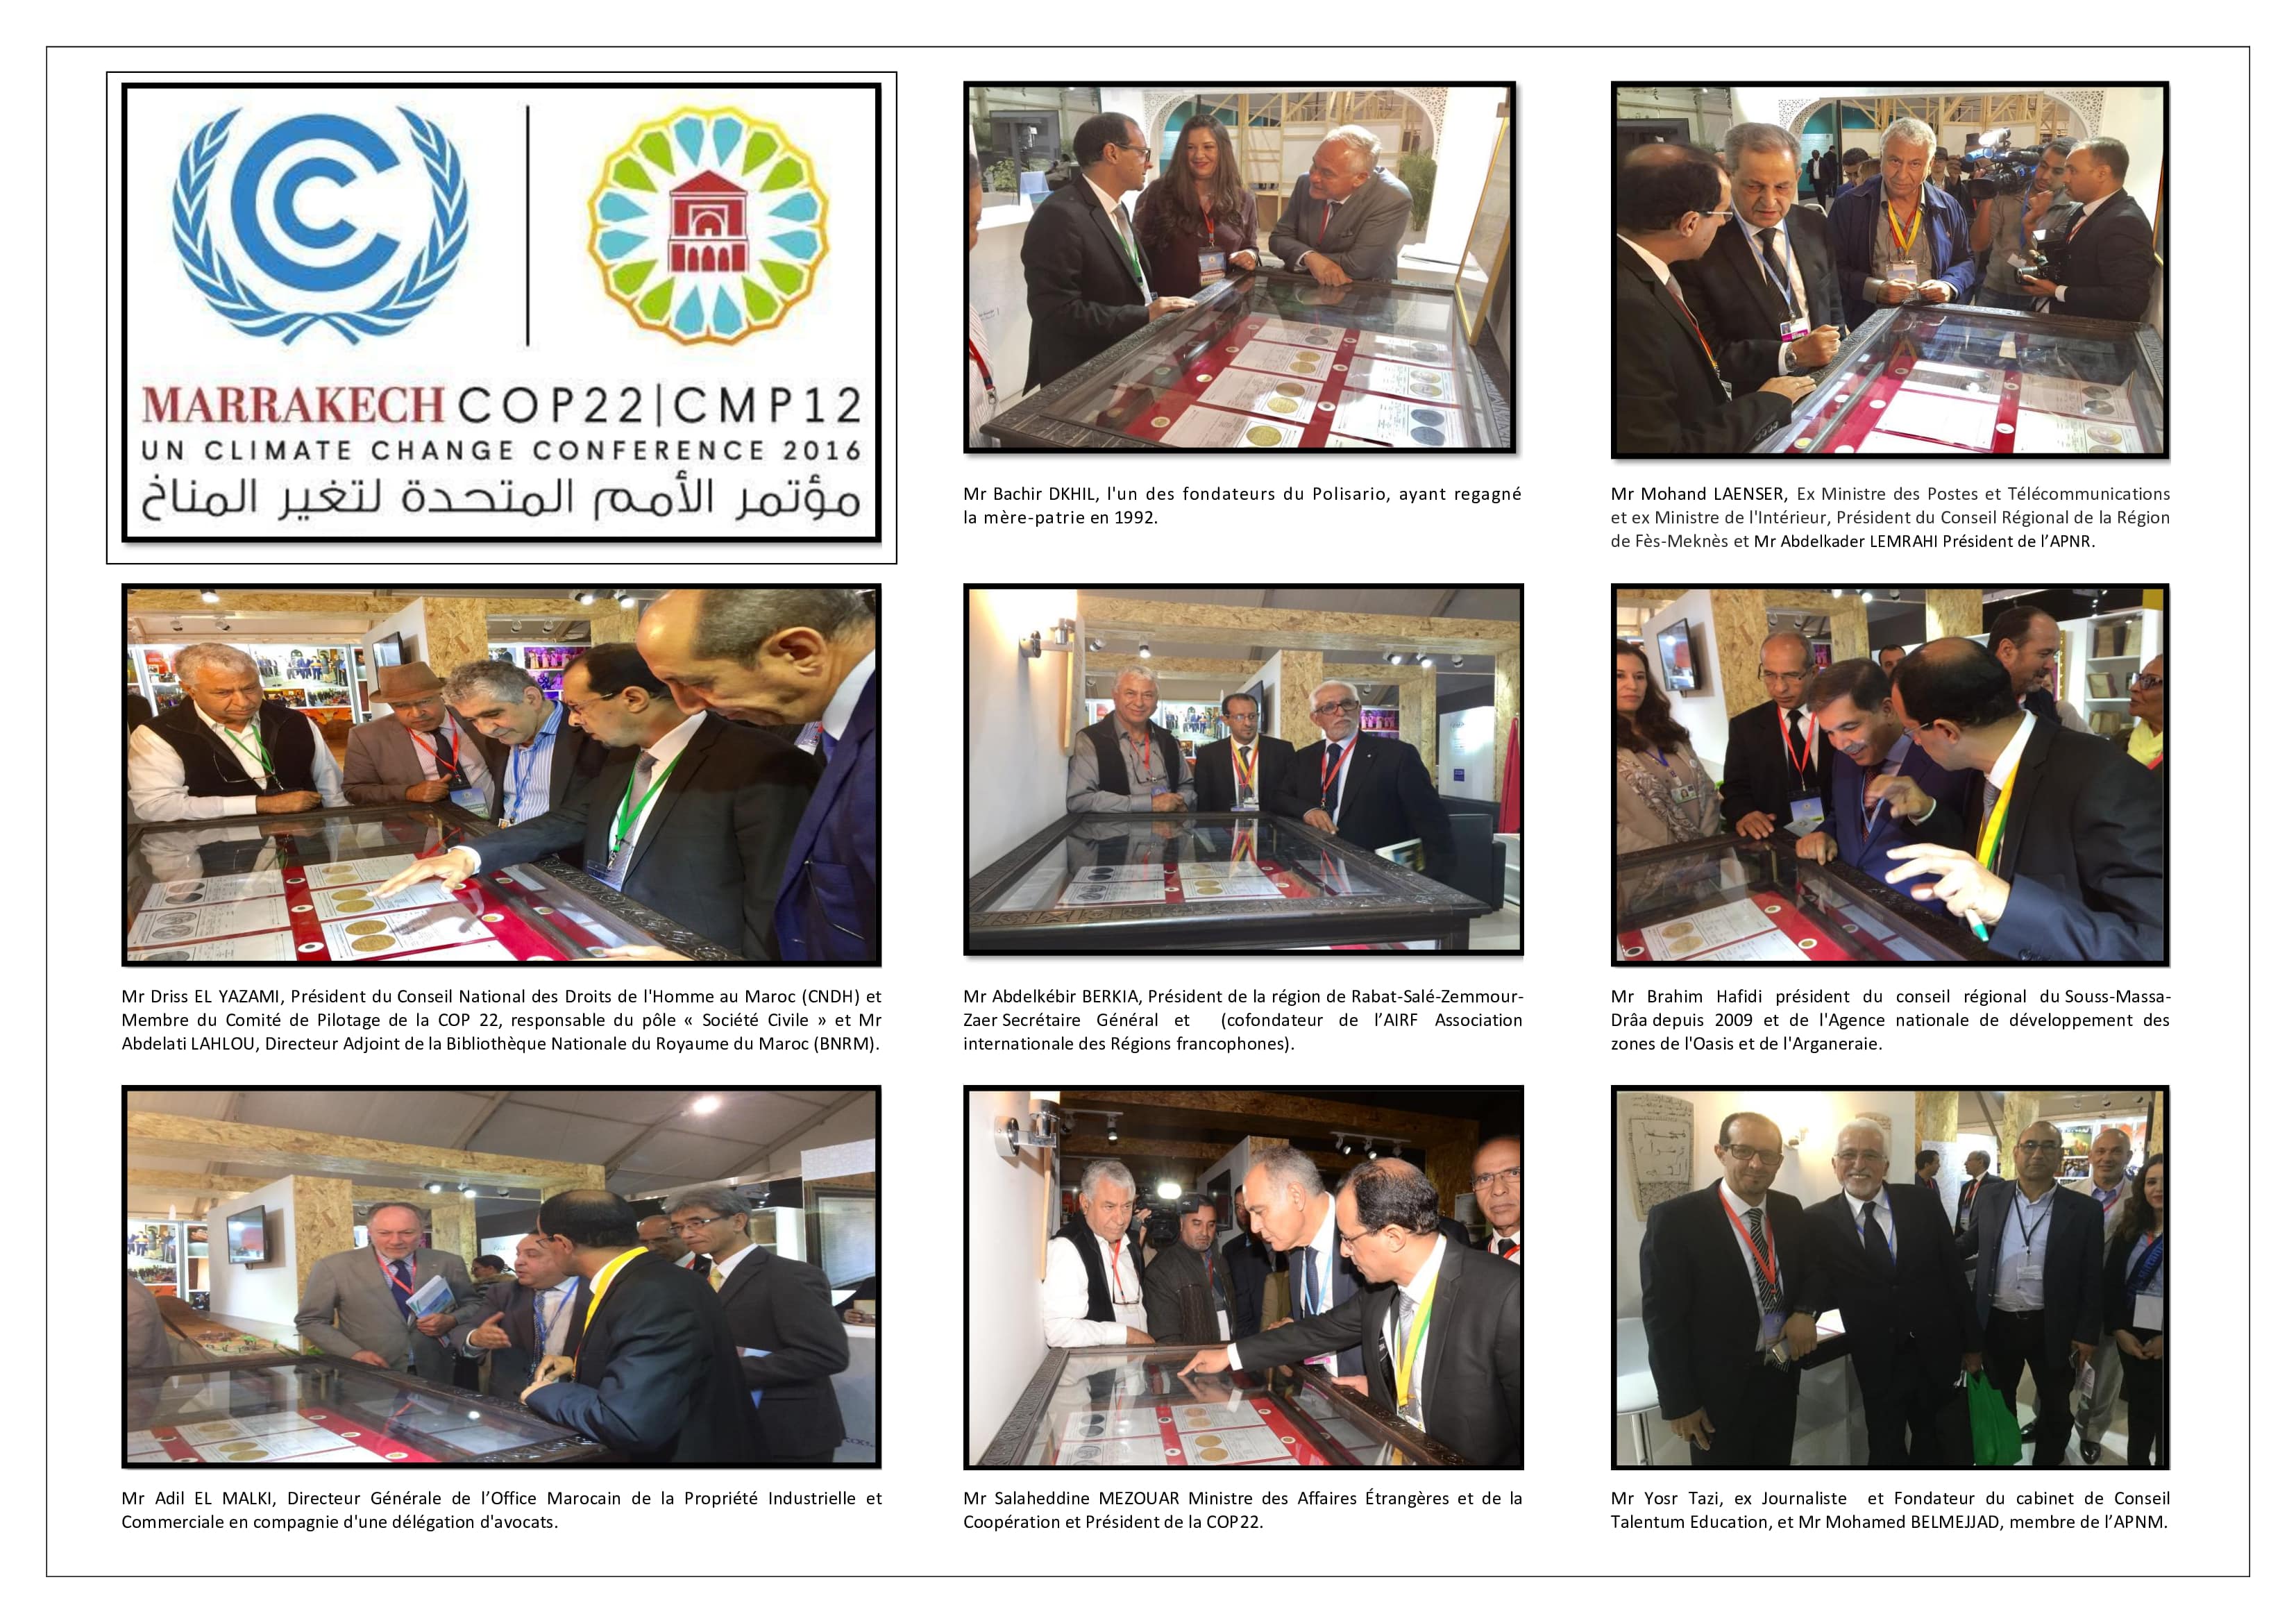 MARRAKECH COP22|CMP12
UN CLIMATE CHANGE CONFERENCE 2016
مؤتمر الأمم المتحدة لتغير المناخ
Mr Bachir DKHIL, l'un des fondateurs du Polisario, ayant regagné
la mère-patrie en 1992.
Mr Mohand LAENSER, Ex Ministre des Postes et Télécommunications
et ex Ministre de l'Intérieur, Président du Conseil Régional de la Région
de Fès-Meknès et Mr Abdelkader LEMRAHI Président de l’APNR.
Mr Driss EL YAZAMI, Président du Conseil National des Droits de l'Homme au Maroc (CNDH) et
Membre du Comité de Pilotage de la COP 22, responsable du pôle « Société Civile » et Mr
Abdelati LAHLOU, Directeur Adjoint de la Bibliothèque Nationale du Royaume du Maroc (BNRM).
Mr Abdelkébir BERKIA, Président de la région de Rabat-Salé-Zemmour-
Zaer Secrétaire Général et (cofondateur de l’AIRF Association
internationale des Régions francophones).
Mr Brahim Hafidi président du conseil régional du Souss-Massa-
Drâa depuis 2009 et de l'Agence nationale de développement des
zones de l'Oasis et de l'Arganeraie.
Mr Adil EL MALKI, Directeur Générale de l’Office Marocain de la Propriété Industrielle et
Commerciale en compagnie d'une délégation d'avocats.
Mr Salaheddine MEZOUAR Ministre des Affaires Étrangères et de la
Coopération et Président de la COP22.
Mr Yosr Tazi, ex Journaliste et Fondateur du cabinet de Conseil
Talentum Education, et Mr Mohamed BELMEJJAD, membre de l’APNM.